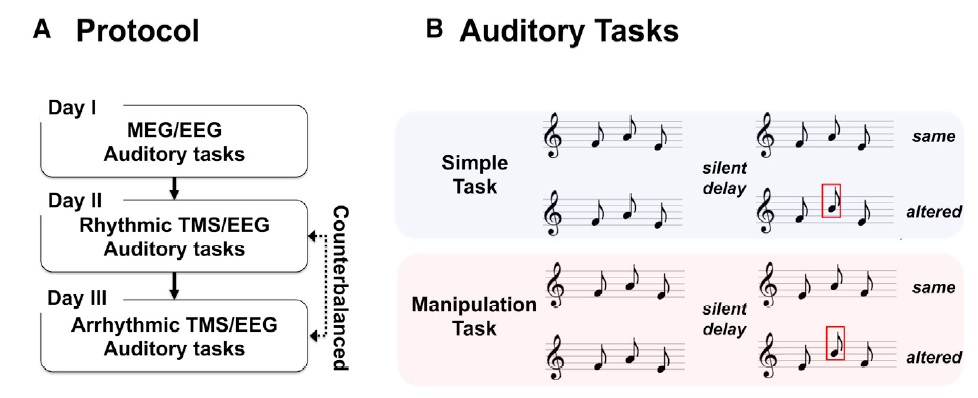 A Protocol
Day I
MEG/EEG
Auditory tasks
Day II
Rhythmic TMS/EEG
Auditory tasks
Day III
Arrhythmic TMS/EEG
Auditory tasks
Counterbalanced
B Auditory Tasks
Simple
Task
silent
delay
same
altered
Manipulation
Task
silent
delay
same
altered